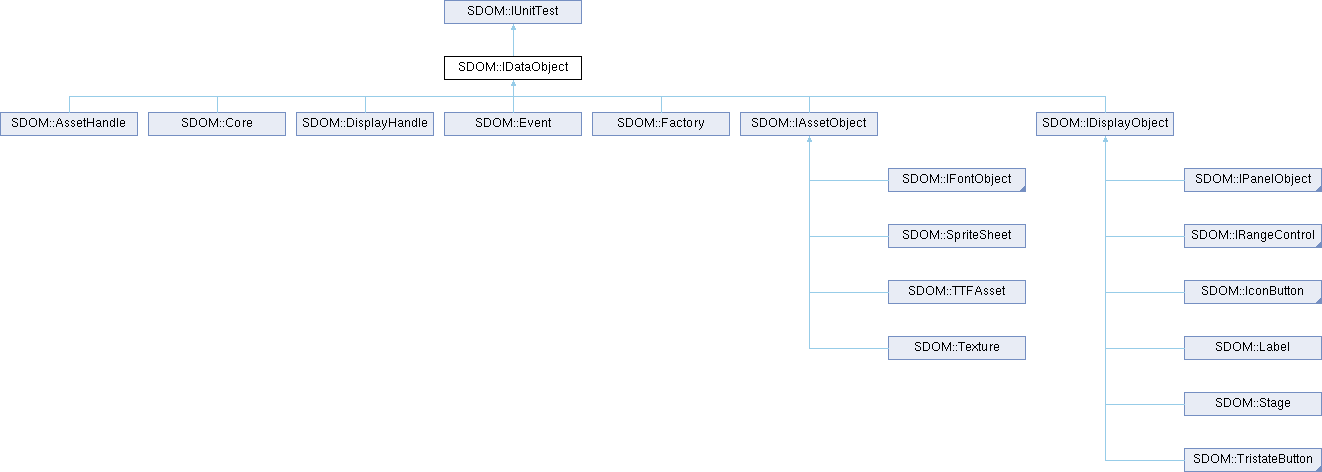 SDOM::IUnitTest
SDOM::IDataObject
SDOM::AssetHandle
SDOM::Core
SDOM::DisplayHandle
SDOM::Event
SDOM::Factory
SDOM::IAssetObject
SDOM::IDisplayObject
SDOM::IFontObject
SDOM::IPanelObject
SDOM::SpriteSheet
SDOM::IRangeControl
SDOM::TTFAsset
SDOM::IconButton
SDOM::Texture
SDOM::Label
SDOM::Stage
SDOM::TristateButton